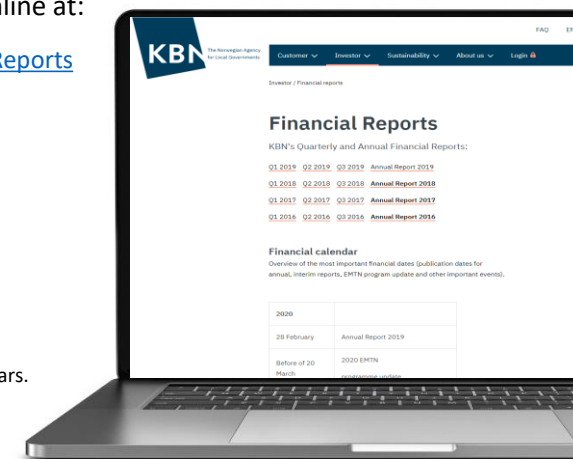 nline at:
Reports
ars.
KBN
The Norwegian Agency
for Local Governments
FAQ EN
Customer Investor Sustainability About us Login
Investor / Financial reports
Financial Reports
KBN's Quarterly and Annual Financial Reports:
Q1 2019 Q2 2019 Q3 2019 Annual Report 2019
Q1 2018 Q2 2018 Q3 2018 Annual Report 2018
Q1 2017 Q2 2017 Q3 2017 Annual Report 2017
Q1 2016 Q2 2016 Q3 2016 Annual Report 2016
Financial calendar
Overview of the most important financial dates (publication dates for
annual, interim reports, EMTN program update and other important events).
2020
28 February Annual Report 2019
Before of 20 2020 EMTN
March programme update